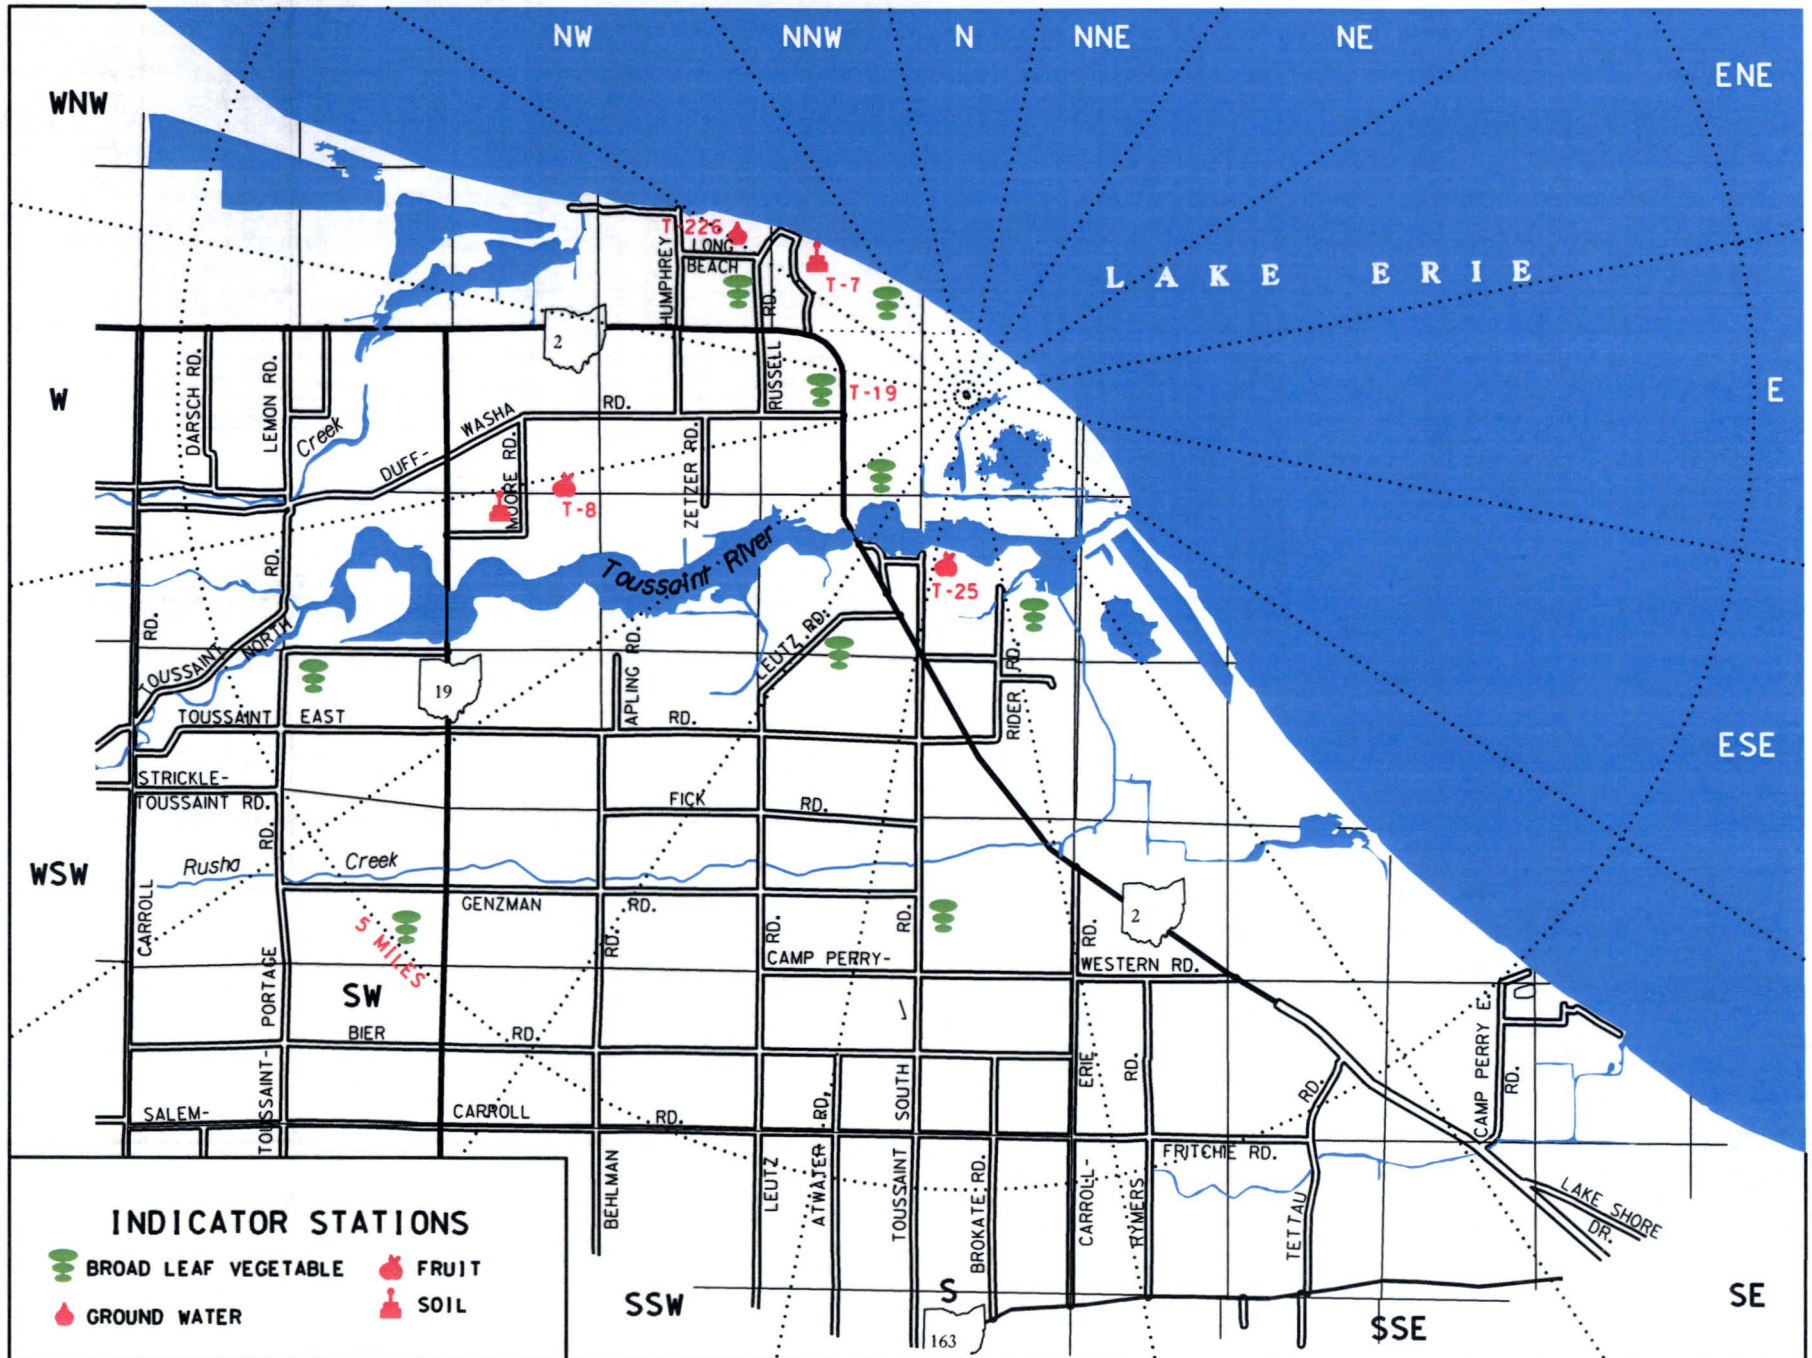 NW
NNW
N
NNE
NE
ENE
WNW
LAKE ERIE
T-226
LONG
BEACH
RD.
HUMPHREY
T-7
2
W
DARSCH RD.
LEMON RD.
Creek
DUFF-
WASHA
RD.
RUSSELL
T-19
E
MOORE RD.
T-8
ZETZER RD.
Toussaint River
T-25
RD.
RD.
TOUSSAINT
NORTH
LEUTZ RD.
APLING RD.
RIDER
RD.
19
TOUSSAINT
EAST
RD.
ESE
STRICKLE-
TOUSSAINT RD.
FICK
RD.
RD.
Rusha
Creek
WSW
CARROLL
GENZMAN
RD.
RD.
RD.
RD.
2
RD.
5 MILES
CAMP PERRY-
WESTERN RD.
SW
PORTAGE
BIER
RD.
ERIE
RD.
RD.
CAMP PERRY E.
RD.
SALEM-
TOUSSAINT-
CARROLL
RD.
RD.
SOUTH
FRITCHIE RD.
BEHLMAN
LEUTZ
ATWATER
TOUSSAINT
BROKATE RD.
CARROLL-
RYMERS
TETTAU
LAKE SHORE
DR.
INDICATOR STATIONS
BROAD LEAF VEGETABLE
FRUIT
GROUND WATER
SOIL
SSW
S
163
SSE
SE